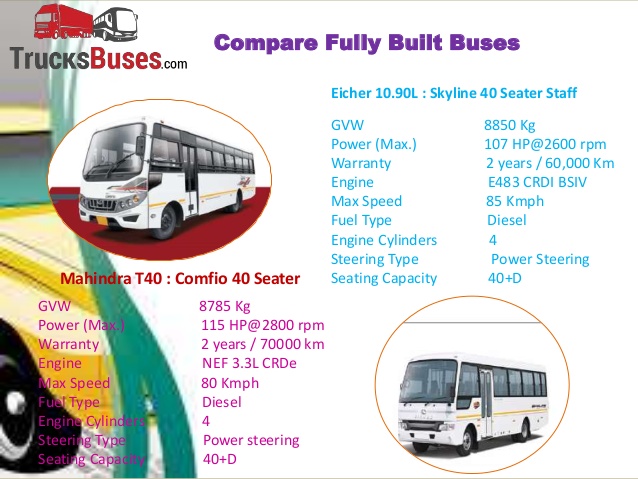 TrucksBuses.com
Compare Fully Built Buses
Eicher 10.90L : Skyline 40 Seater Staff
GVW 8850 Kg
Power (Max.) 107 HP@2600 rpm
Warranty 2 years / 60,000 Km
Engine E483 CRDI BSIV
Max Speed 85 Kmph
Fuel Type Diesel
Engine Cylinders 4
Steering Type Power Steering
Seating Capacity 40+D
Mahindra T40 : Comfio 40 Seater
GVW 8785 Kg
Power (Max.) 115 HP@2800 rpm
Warranty 2 years / 70000 km
Engine NEF 3.3L CRDe
Max Speed 80 Kmph
Fuel Type Diesel
Engine Cylinders 4
Steering Type Power steering
Seating Capacity 40+D